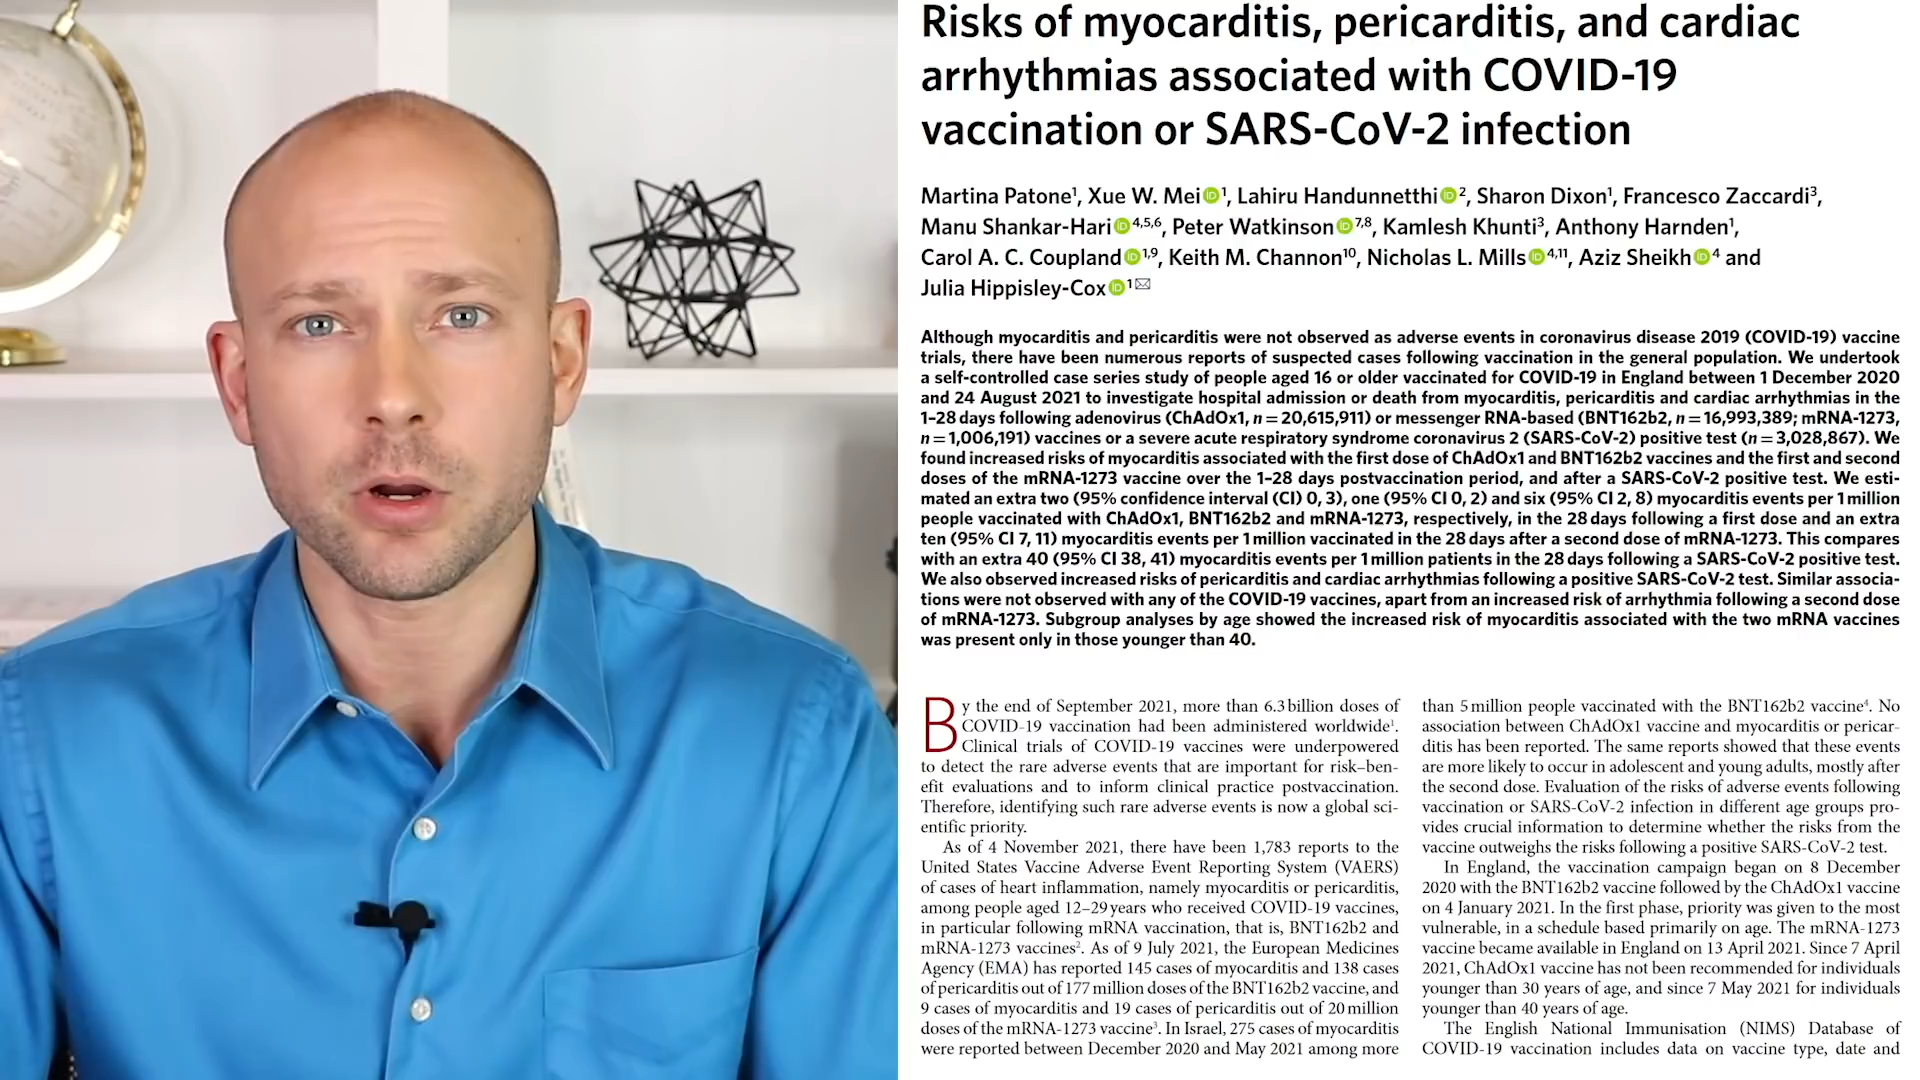 Risks of myocarditis, pericarditis, and cardiac
arrhythmias associated with COVID-19
vaccination or SARS-CoV-2 infection
Martina Patone¹, Xue W. Mei iD ¹, Lahiru Handunnetthi iD ², Sharon Dixon¹, Francesco Zaccardi³,
Manu Shankar-Hari iD ⁴,⁵,⁶, Peter Watkinson iD ⁷,⁸, Kamlesh Khunti³, Anthony Harnden¹,
Carol A. C. Coupland iD ¹,⁹, Keith M. Channon¹⁰, Nicholas L. Mills iD ⁴,¹¹, Aziz Sheikh iD ⁴ and
Julia Hippisley-Cox iD ¹✉
Although myocarditis and pericarditis were not observed as adverse events in coronavirus disease 2019 (COVID-19) vaccine
trials, there have been numerous reports of suspected cases following vaccination in the general population. We undertook
a self-controlled case series study of people aged 16 or older vaccinated for COVID-19 in England between 1 December 2020
and 24 August 2021 to investigate hospital admission or death from myocarditis, pericarditis and cardiac arrhythmias in the
1–28 days following adenovirus (ChAdOx1, n = 20,615,911) or messenger RNA-based (BNT162b2, n = 16,993,389; mRNA-1273,
n = 1,006,191) vaccines or a severe acute respiratory syndrome coronavirus 2 (SARS-CoV-2) positive test (n = 3,028,867). We
found increased risks of myocarditis associated with the first dose of ChAdOx1 and BNT162b2 vaccines and the first and second
doses of the mRNA-1273 vaccine over the 1–28 days postvaccination period, and after a SARS-CoV-2 positive test. We esti-
mated an extra two (95% confidence interval (CI) 0, 3), one (95% CI 0, 2) and six (95% CI 2, 8) myocarditis events per 1 million
people vaccinated with ChAdOx1, BNT162b2 and mRNA-1273, respectively, in the 28 days following a first dose and an extra
ten (95% CI 7, 11) myocarditis events per 1 million vaccinated in the 28 days after a second dose of mRNA-1273. This compares
with an extra 40 (95% CI 38, 41) myocarditis events per 1 million patients in the 28 days following a SARS-CoV-2 positive test.
We also observed increased risks of pericarditis and cardiac arrhythmias following a positive SARS-CoV-2 test. Similar associa-
tions were not observed with any of the COVID-19 vaccines, apart from an increased risk of arrhythmia following a second dose
of mRNA-1273. Subgroup analyses by age showed the increased risk of myocarditis associated with the two mRNA vaccines
was present only in those younger than 40.
By the end of September 2021, more than 6.3 billion doses of
COVID-19 vaccination had been administered worldwide¹.
Clinical trials of COVID-19 vaccines were underpowered
to detect the rare adverse events that are important for risk–ben-
efit evaluations and to inform clinical practice postvaccination.
Therefore, identifying such rare adverse events is now a global sci-
entific priority.
As of 4 November 2021, there have been 1,783 reports to the
United States Vaccine Adverse Event Reporting System (VAERS)
of cases of heart inflammation, namely myocarditis or pericarditis,
among people aged 12–29 years who received COVID-19 vaccines,
in particular following mRNA vaccination, that is, BNT162b2 and
mRNA-1273 vaccines². As of 9 July 2021, the European Medicines
Agency (EMA) has reported 145 cases of myocarditis and 138 cases
of pericarditis out of 177 million doses of the BNT162b2 vaccine, and
9 cases of myocarditis and 19 cases of pericarditis out of 20 million
doses of the mRNA-1273 vaccine³. In Israel, 275 cases of myocarditis
were reported between December 2020 and May 2021 among more
than 5 million people vaccinated with the BNT162b2 vaccine⁴. No
association between ChAdOx1 vaccine and myocarditis or pericar-
ditis has been reported. The same reports showed that these events
are more likely to occur in adolescent and young adults, mostly after
the second dose. Evaluation of the risks of adverse events following
vaccination or SARS-CoV-2 infection in different age groups pro-
vides crucial information to determine whether the risks from the
vaccine outweighs the risks following a positive SARS-CoV-2 test.
In England, the vaccination campaign began on 8 December
2020 with the BNT162b2 vaccine followed by the ChAdOx1 vaccine
on 4 January 2021. In the first phase, priority was given to the most
vulnerable, in a schedule based primarily on age. The mRNA-1273
vaccine became available in England on 13 April 2021. Since 7 April
2021, ChAdOx1 vaccine has not been recommended for individuals
younger than 30 years of age, and since 7 May 2021 for individuals
younger than 40 years of age.
The English National Immunisation (NIMS) Database of
COVID-19 vaccination includes data on vaccine type, date and